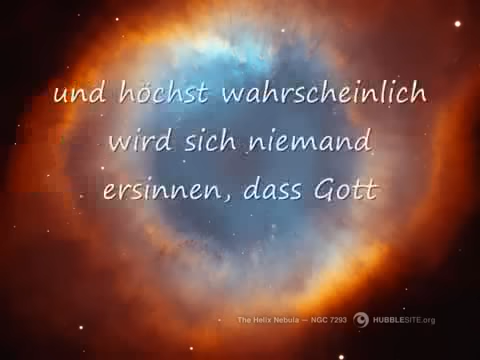 und höchst wahrscheinlich
wird sich niemand
ersinnen, dass Gott
The Helix Nebula — NGC 7293 HUBBLESITE.org